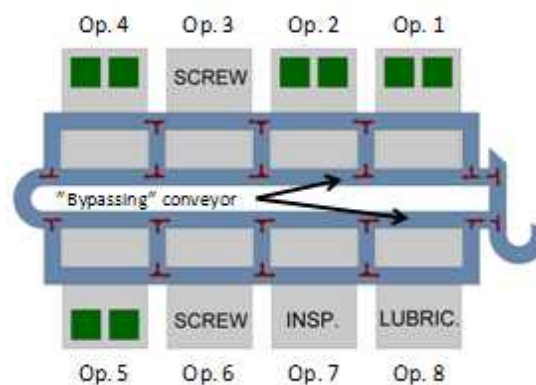 Op. 4 Op. 3 Op. 2 Op. 1
SCREW
"Bypassing" conveyor
SCREW INSP. LUBRIC.
Op. 5 Op. 6 Op. 7 Op. 8